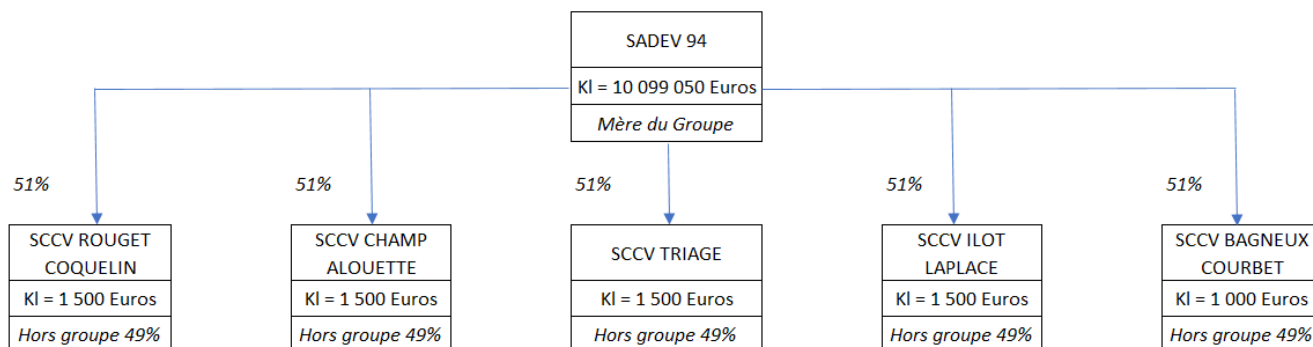 SADEV 94
Kl = 10 099 050 Euros
Mère du Groupe
51%
51%
51%
51%
51%
SCCV ROUGET
COQUELIN
Kl = 1 500 Euros
Hors groupe 49%
SCCV CHAMP
ALOUETTE
Kl = 1 500 Euros
Hors groupe 49%
SCCV TRIAGE
Kl = 1 500 Euros
Hors groupe 49%
SCCV ILOT
LAPLACE
Kl = 1 500 Euros
Hors groupe 49%
SCCV BAGNEUX
COURBET
Kl = 1 000 Euros
Hors groupe 49%